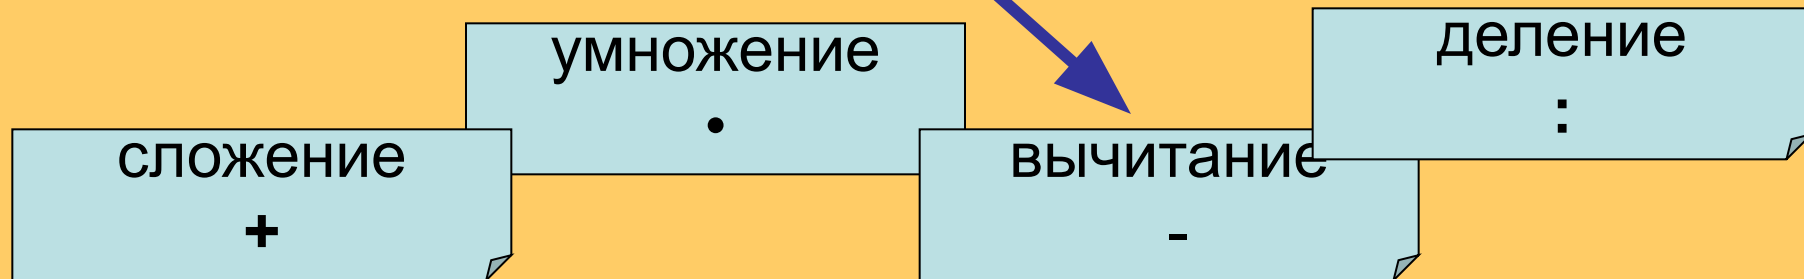 умножение
•
деление
:
сложение
+
вычитание
-